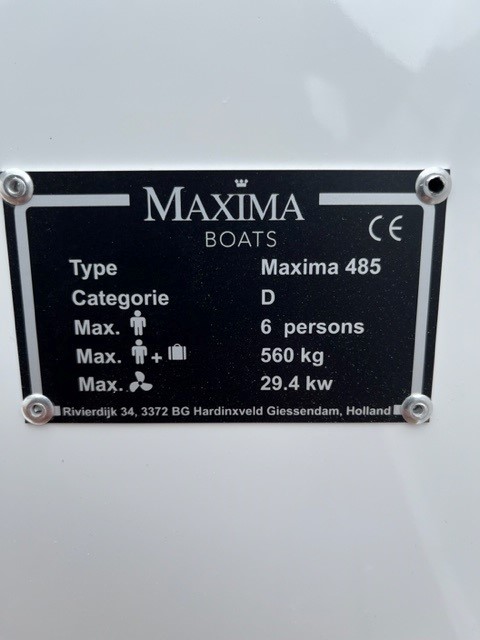 MAXIMA
BOATS
CE
Type Maxima 485
Categorie D
Max. 6 persons
Max. + 560 kg
Max. 29.4 kw
Rivierdijk 34, 3372 BG Hardinxveld Giessendam, Holland